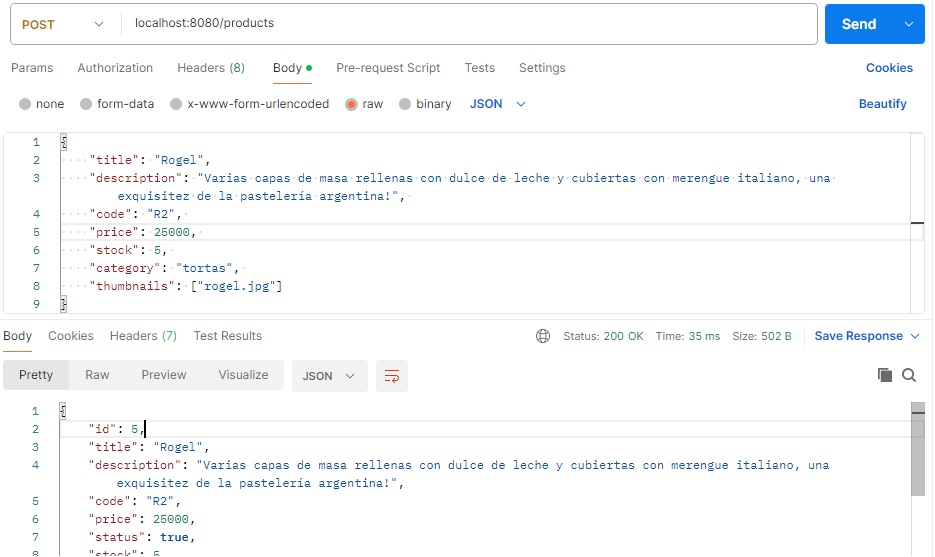 POST localhost:8080/products Send
Params Authorization Headers (8) Body Pre-request Script Tests Settings Cookies
none form-data x-www-form-urlencoded raw binary JSON Beautify
1 {
2 "title": "Rogel",
3 "description": "Varias capas de masa rellenas con dulce de leche y cubiertas con merengue italiano, una
exquisitez de la pastelería argentina!",
4 "code": "R2",
5 "price": 25000,
6 "stock": 5,
7 "category": "tortas",
8 "thumbnails": ["rogel.jpg"]
9 }
Body Cookies Headers (7) Test Results Status: 200 OK Time: 35 ms Size: 502 B Save Response
Pretty Raw Preview Visualize JSON
1 {
2 "id": 5,
3 "title": "Rogel",
4 "description": "Varias capas de masa rellenas con dulce de leche y cubiertas con merengue italiano, una
exquisitez de la pastelería argentina!",
5 "code": "R2",
6 "price": 25000,
7 "status": true,
8 "stock": 5,